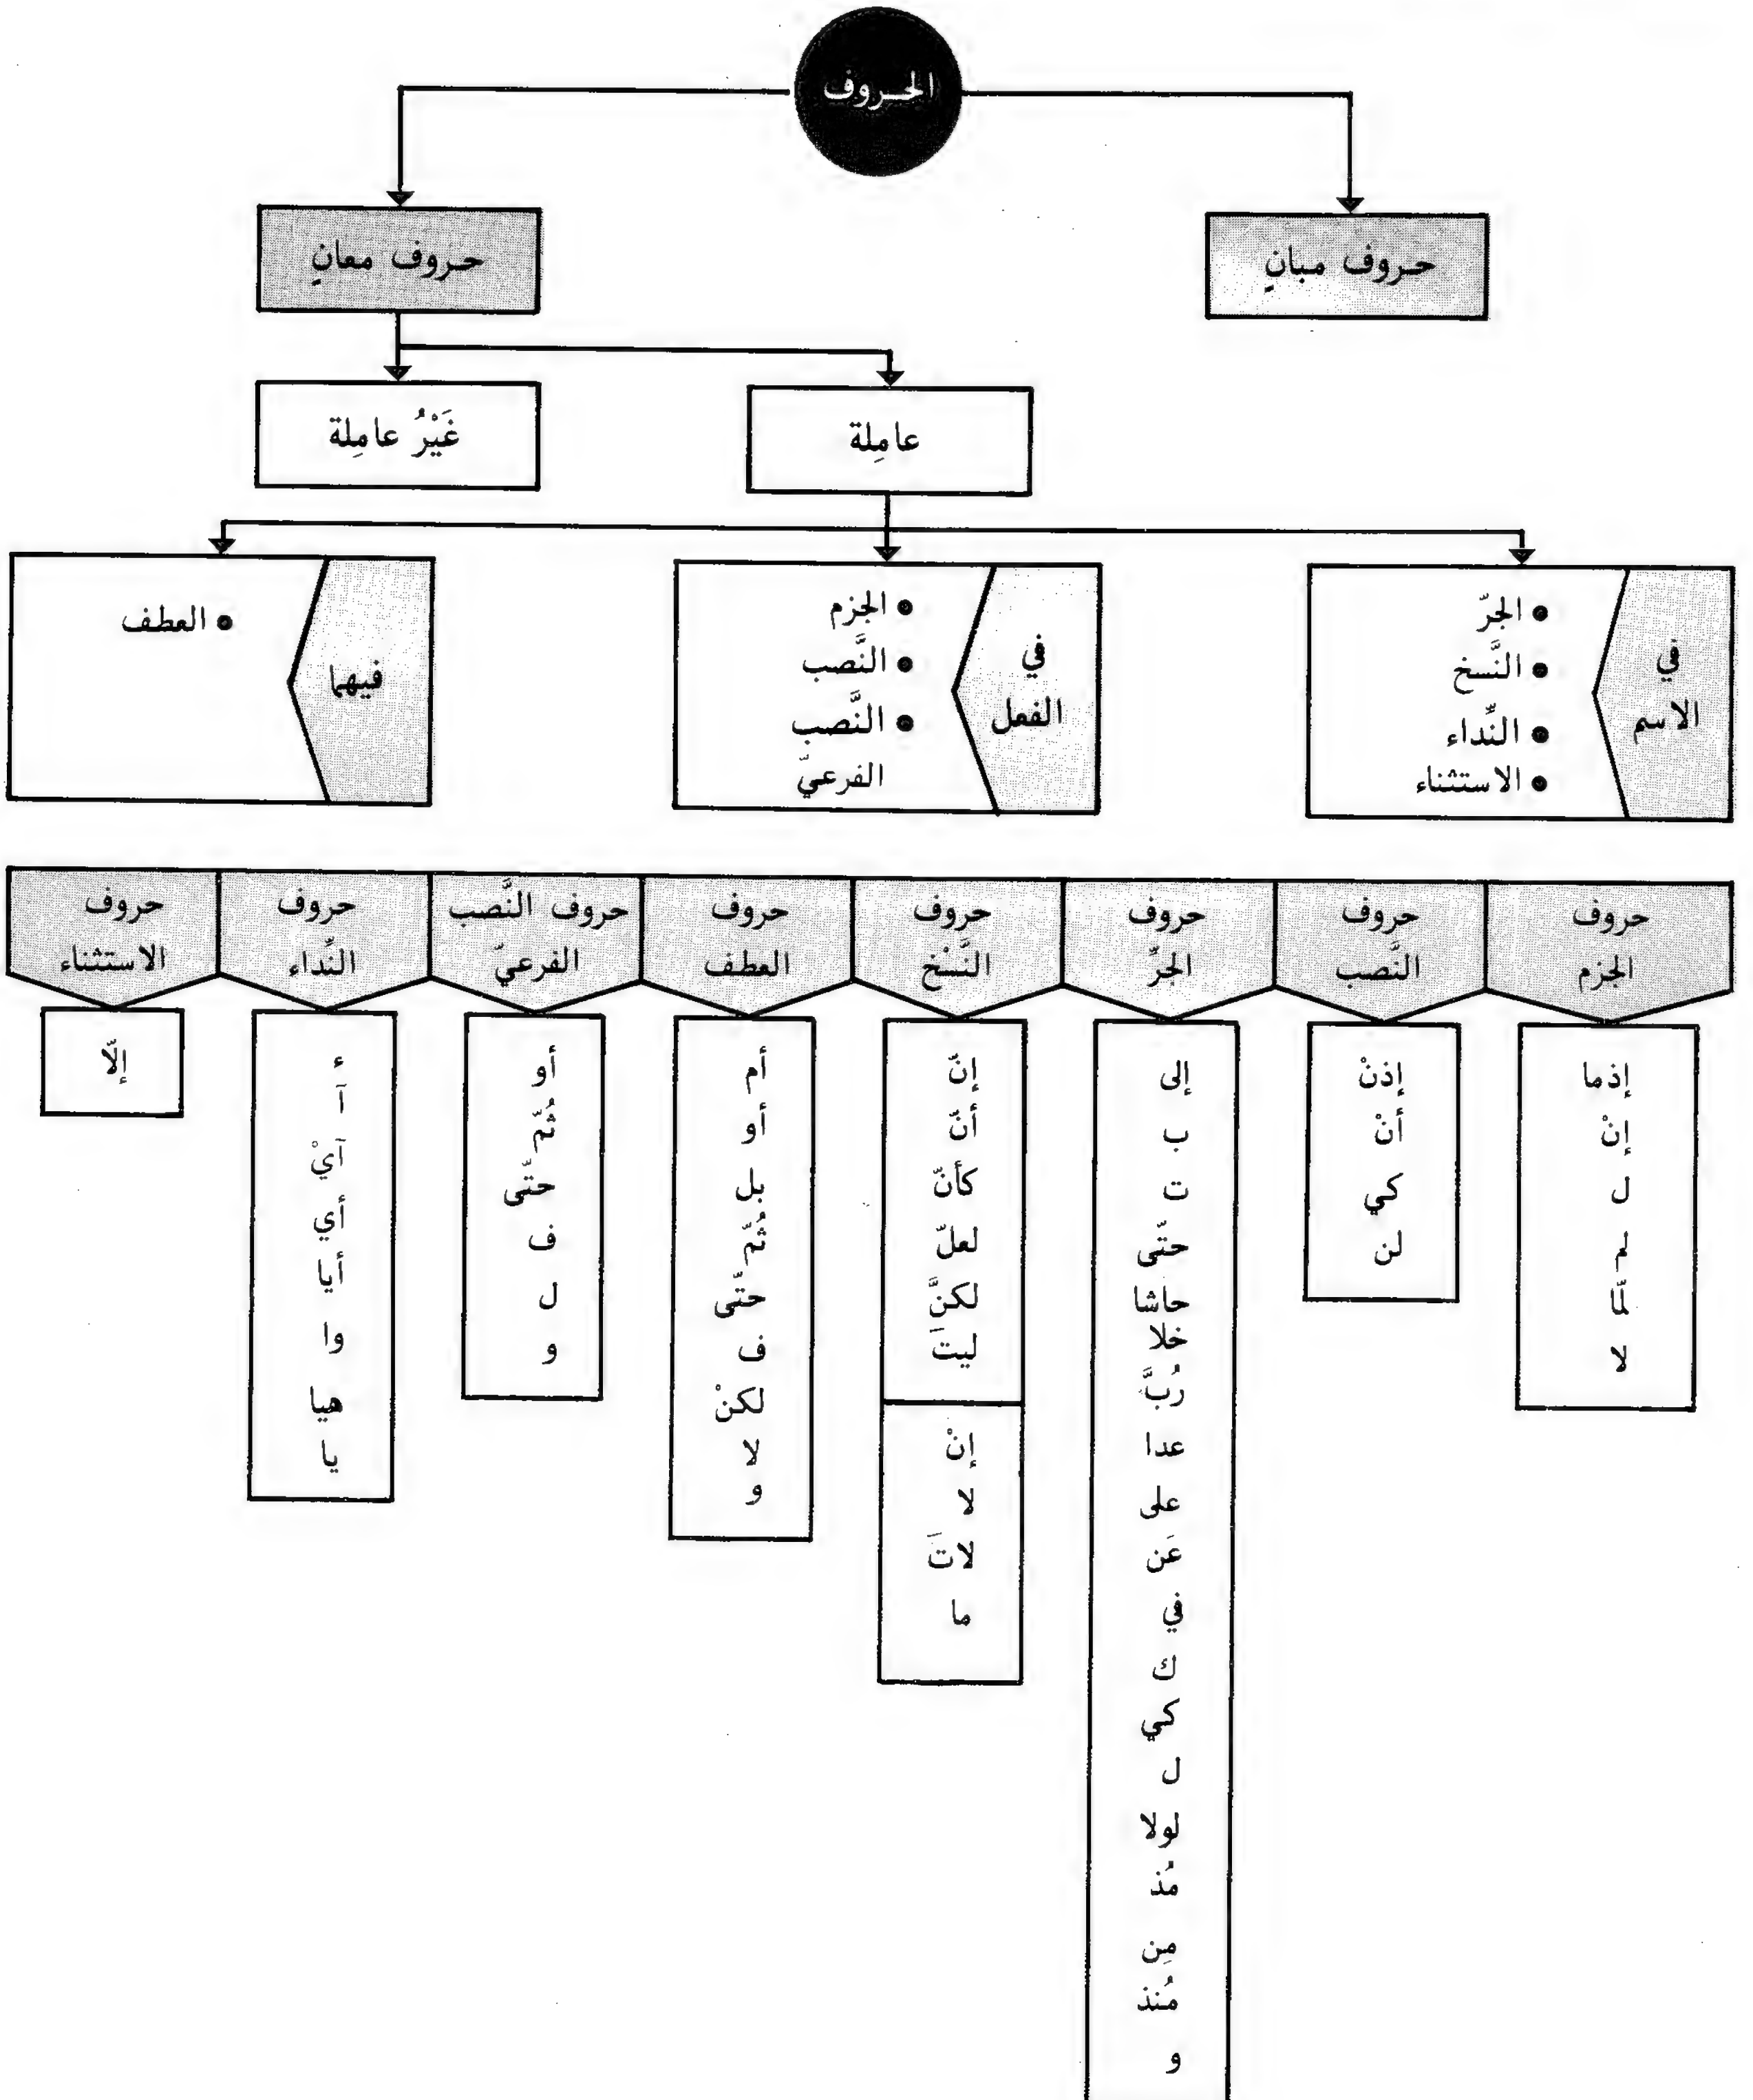 الحروف
حروف مبانٍ
حروف معانٍ
عامِلة
غَيْرُ عامِلة
في
الاسم
● الجرّ
● النَّسخ
● النِّداء
● الاستثناء
في
الفعل
● الجزم
● النَّصب
● النَّصب
الفرعيّ
فيهما
● العطف
حروف
الجزم
إذما
إنْ
ل
لم
لمّا
لا
حروف
النَّصب
إذنْ
أنْ
كي
لن
حروف
الجرِّ
إلى
ب
ت
حتّى
حاشا
خلا
رُبَّ
عدا
على
عَن
في
ك
كي
ل
لولا
مُذ
مِن
مُنذ
و
حروف
النَّسْخ
إنّ
أنّ
كأنّ
لعلّ
لكنَّ
ليتَ
إنْ
لا
لاتَ
ما
حروف
العطف
أم
أو
بل
ثُمّ
حتّى
ف
لكنْ
لا
و
حروف النَّصب
الفرعيّ
أو
ثُمّ
حتّى
ف
ل
و
حروف
النِّداء
ء
آ
آيْ
أي
أيا
وا
هيا
يا
حروف
الاستثناء
إلّا